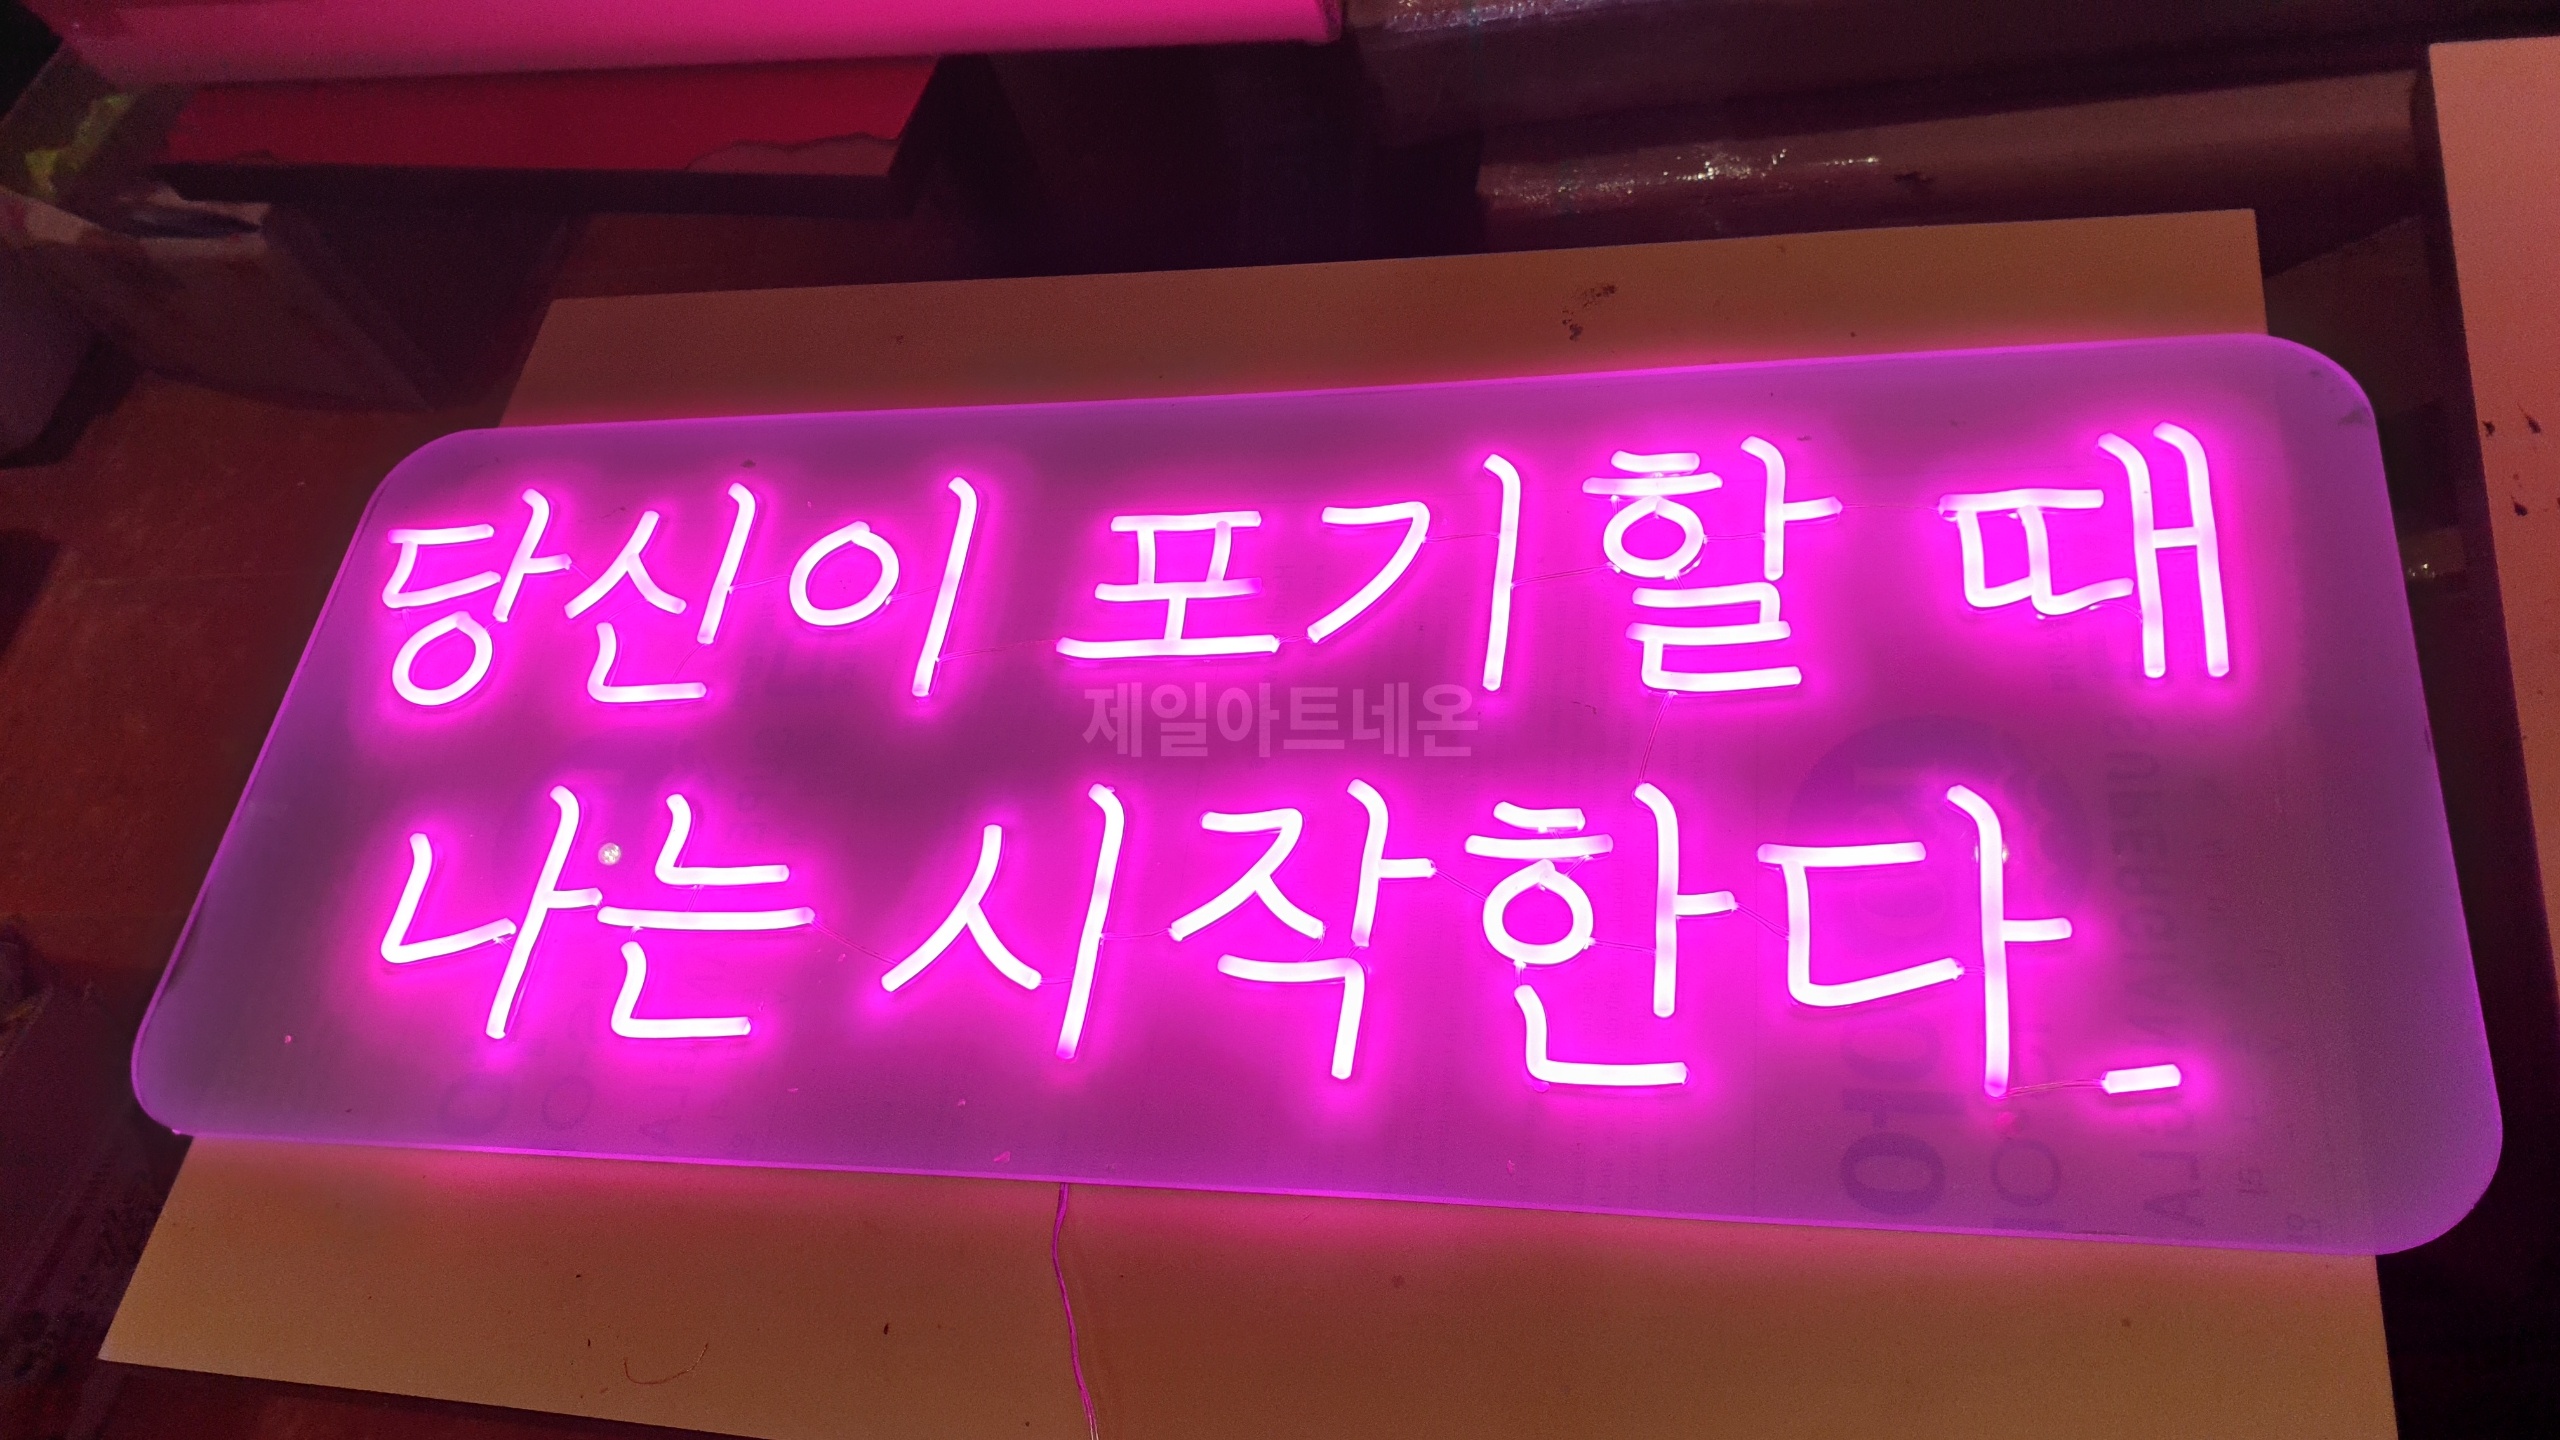 당신이 포기할 때
제일아트네온
나는 시작한다_